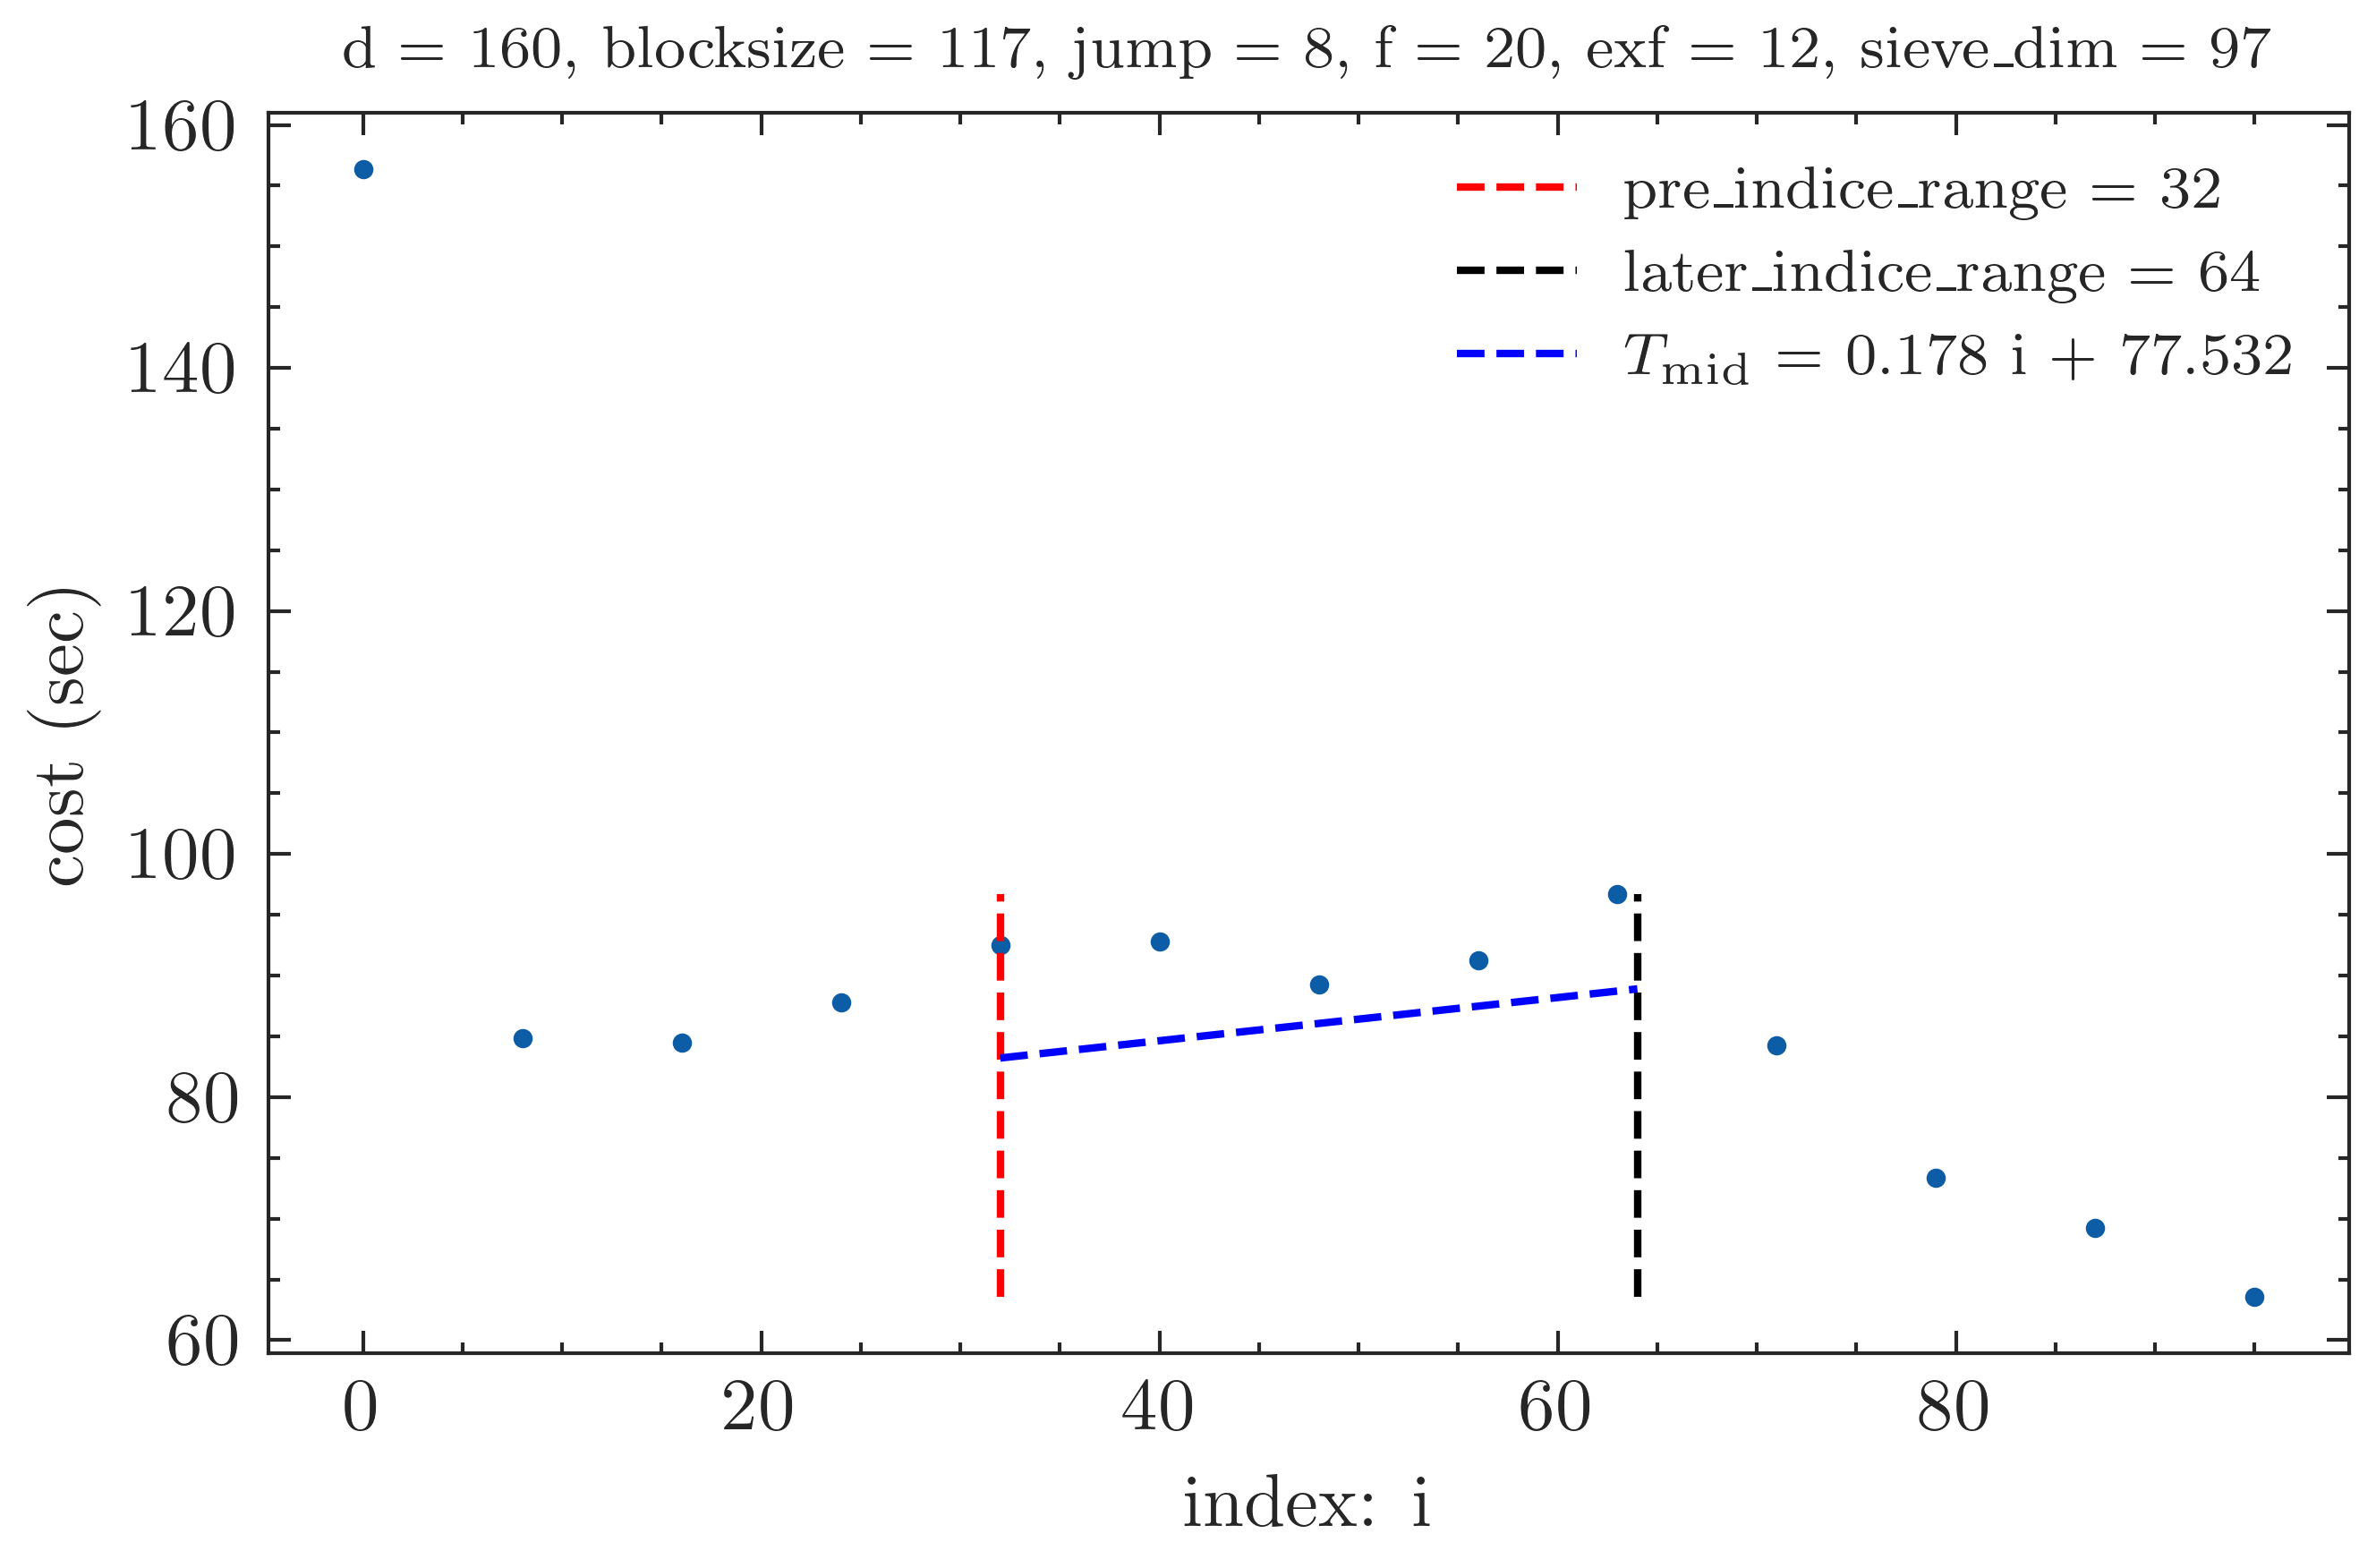 d = 160, blocksize = 117, jump = 8, f = 20, exf = 12, sieve_dim = 97
160
140
120
100
80
60
cost (sec)
pre_indice_range = 32
later_indice_range = 64
T_mid = 0.178 i + 77.532
0
20
40
60
80
index: i